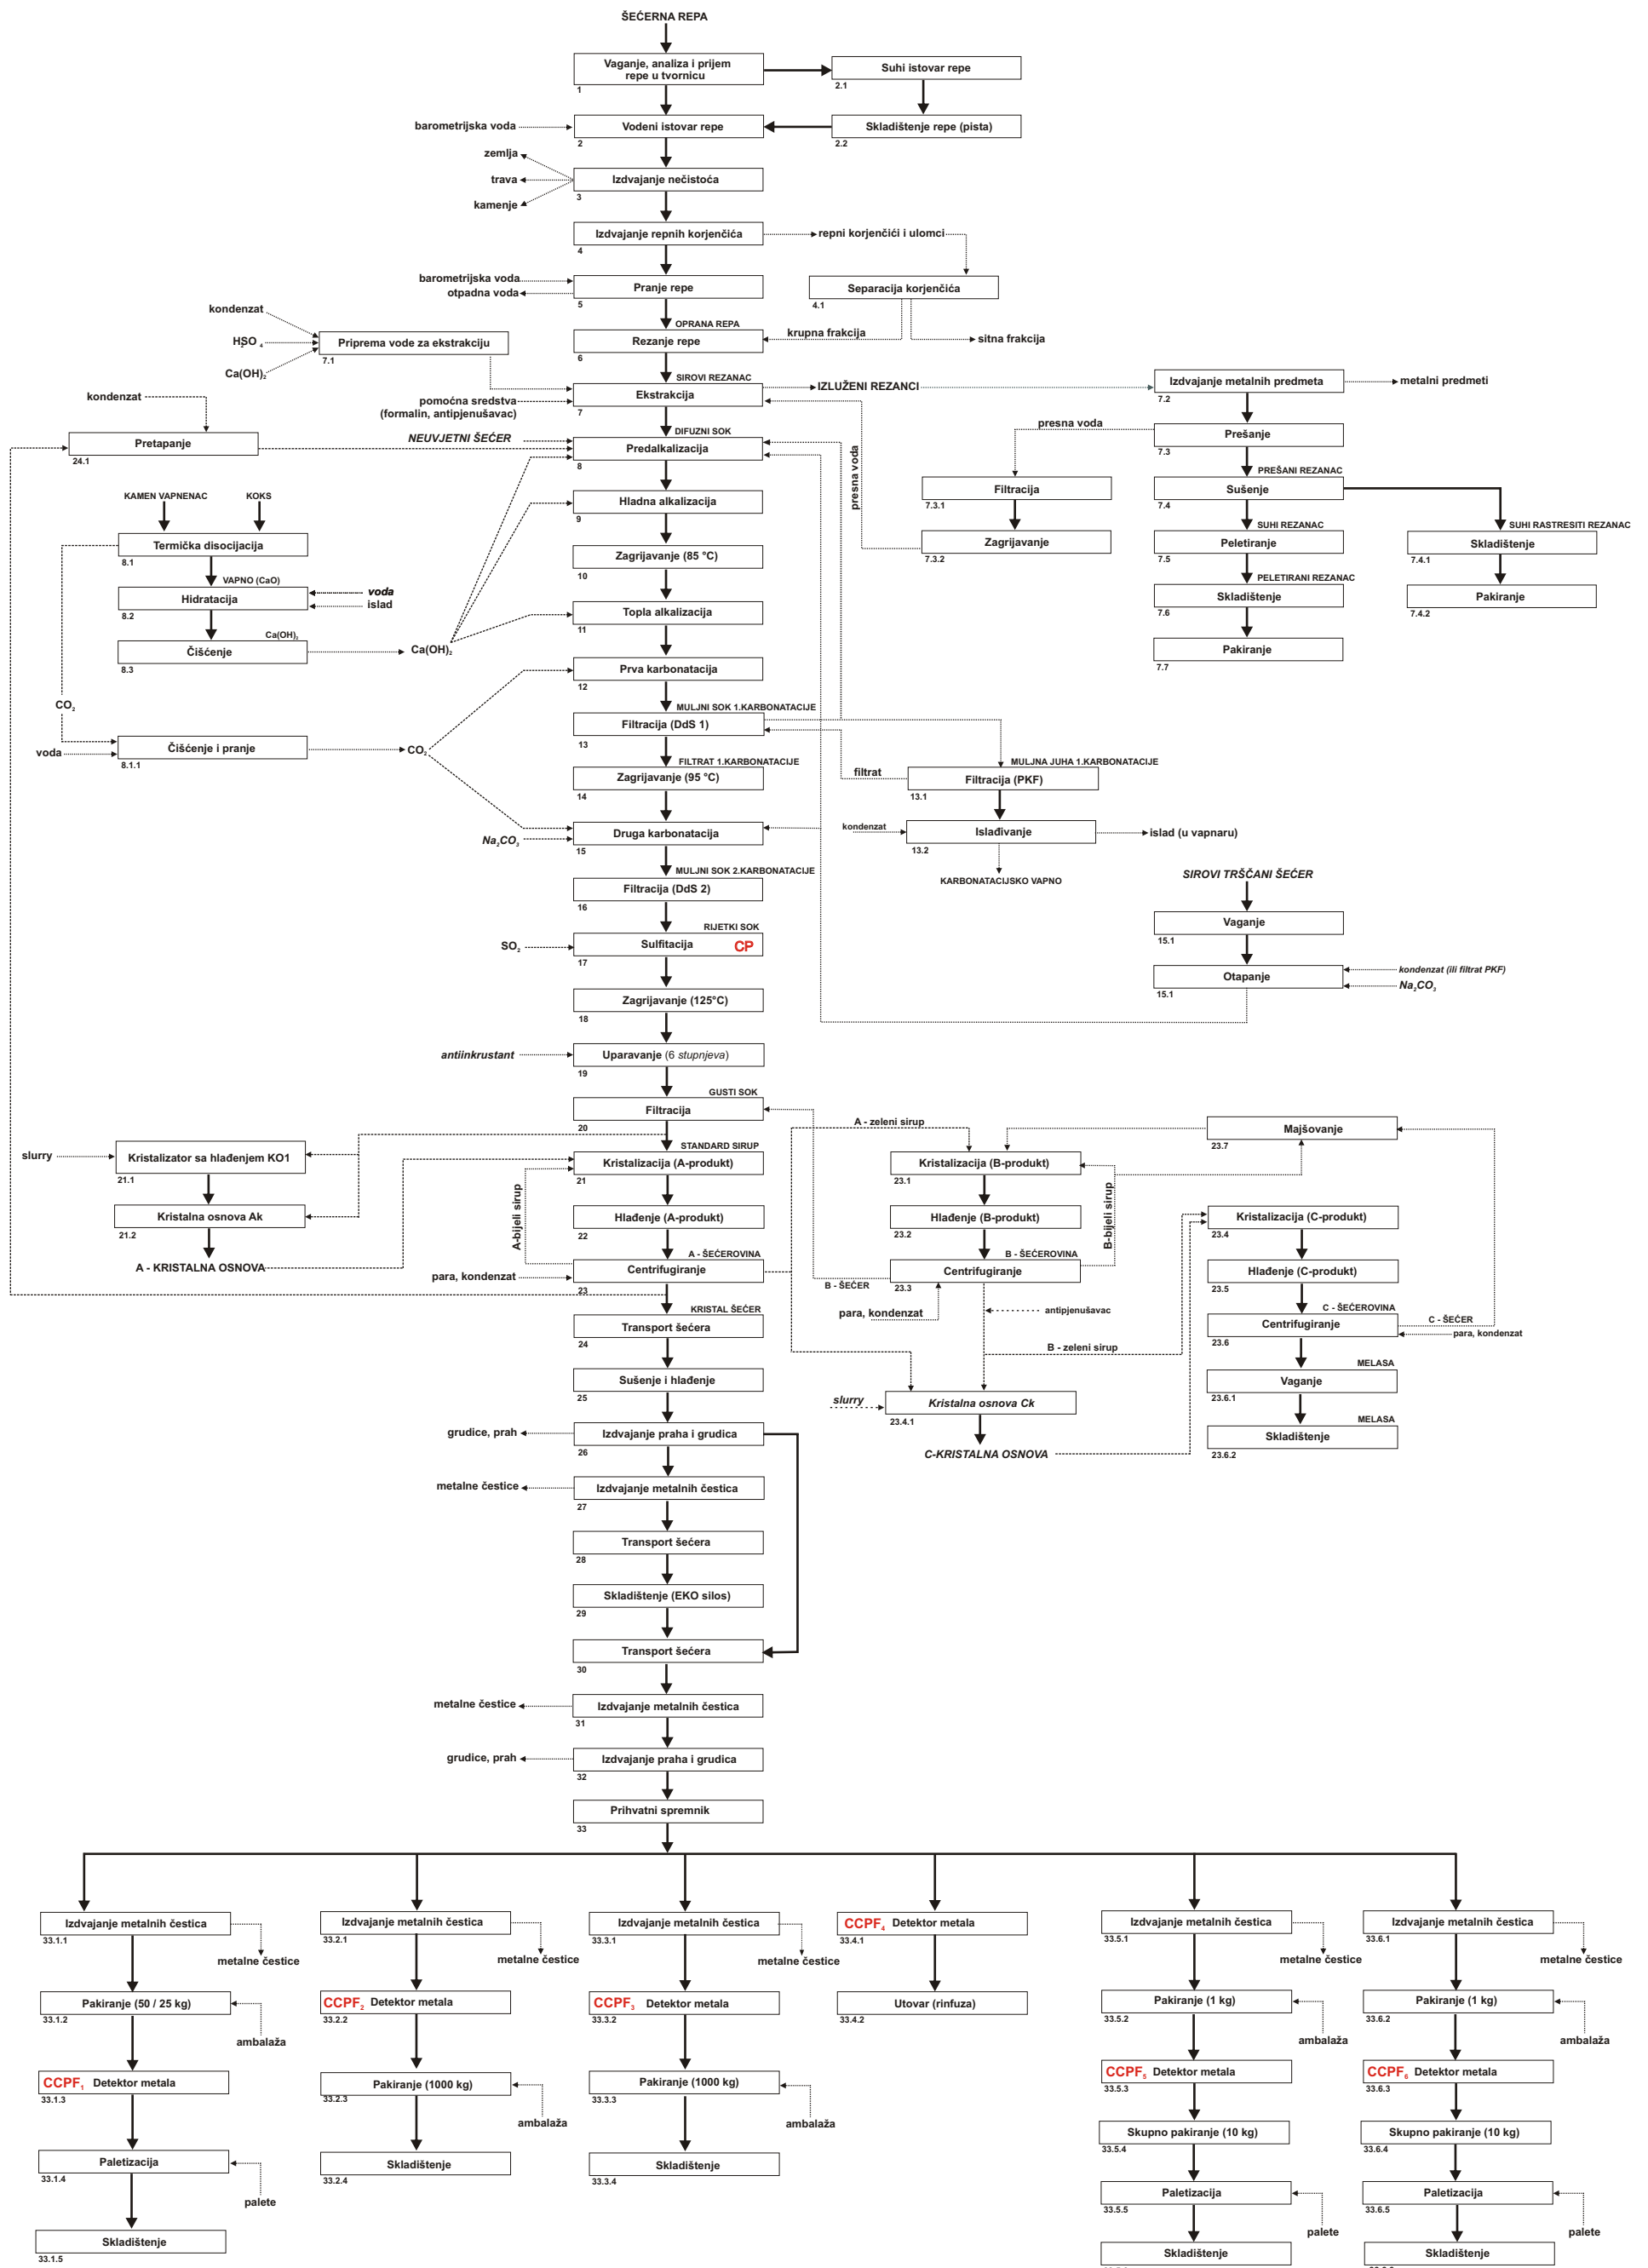 ŠEĆERNA REPA
Vaganje, analiza i prijem
repe u tvornicu
1
Suhi istovar repe
2.1
barometrijska voda
Vodeni istovar repe
2
Skladištenje repe (pista)
2.2
zemlja
trava
kamenje
Izdvajanje nečistoća
3
Izdvajanje repnih korjenčića
4
repni korjenčići i ulomci
barometrijska voda
otpadna voda
Pranje repe
5
Separacija korjenčića
4.1
kondenzat
H₂SO₄
Ca(OH)₂
Priprema vode za ekstrakciju
7.1
OPRANA REPA
Rezanje repe
6
krupna frakcija
sitna frakcija
SIROVI REZANAC
pomoćna sredstva
(formalin, antipjenušavac)
Ekstrakcija
7
IZLUŽENI REZANCI
Izdvajanje metalnih predmeta
7.2
metalni predmeti
kondenzat
Pretapanje
24.1
NEUVJETNI ŠEĆER
DIFUZNI SOK
Predalkalizacija
8
presna voda
presna voda
Prešanje
7.3
PREŠANI REZANAC
Filtracija
7.3.1
Sušenje
7.4
KAMEN VAPNENAC
KOKS
Hladna alkalizacija
9
SUHI REZANAC
SUHI RASTRESITI REZANAC
Termička disocijacija
8.1
Zagrijavanje (85 °C)
10
Zagrijavanje
7.3.2
Peletiranje
7.5
Skladištenje
7.4.1
VAPNO (CaO)
Hidratacija
8.2
voda
islad
PELETIRANI REZANAC
Skladištenje
7.6
Pakiranje
7.4.2
Topla alkalizacija
11
Ca(OH)₂
Čišćenje
8.3
Ca(OH)₂
Pakiranje
7.7
Prva karbonatacija
12
CO₂
MULJNI SOK 1.KARBONATACIJE
Filtracija (DdS 1)
13
voda
Čišćenje i pranje
8.1.1
CO₂
FILTRAT 1.KARBONATACIJE
Zagrijavanje (95 °C)
14
filtrat
MULJNA JUHA 1.KARBONATACIJE
Filtracija (PKF)
13.1
Na₂CO₃
Druga karbonatacija
15
kondenzat
Islađivanje
13.2
islad (u vapnaru)
KARBONATACIJSKO VAPNO
MULJNI SOK 2.KARBONATACIJE
Filtracija (DdS 2)
16
SIROVI TRŠČANI ŠEĆER
Vaganje
15.1
RIJETKI SOK
SO₂
Sulfitacija CP
17
Otapanje
15.1
kondenzat (ili filtrat PKF)
Na₂CO₃
Zagrijavanje (125°C)
18
antiinkrustant
Uparavanje (6 stupnjeva)
19
GUSTI SOK
Filtracija
20
slurry
Kristalizator sa hlađenjem KO1
21.1
STANDARD SIRUP
Kristalizacija (A-produkt)
21
A - zeleni sirup
Kristalizacija (B-produkt)
23.1
Majšovanje
23.7
Kristalna osnova Ak
21.2
A-bijeli sirup
Hlađenje (A-produkt)
22
Hlađenje (B-produkt)
23.2
B-bijeli sirup
Kristalizacija (C-produkt)
23.4
A - KRISTALNA OSNOVA
para, kondenzat
A - ŠEĆEROVINA
Centrifugiranje
23
B - ŠEĆER
B - ŠEĆEROVINA
Centrifugiranje
23.3
para, kondenzat
antipjenušavac
Hlađenje (C-produkt)
23.5
C - ŠEĆEROVINA
Centrifugiranje
23.6
C - ŠEĆER
para, kondenzat
KRISTAL ŠEĆER
Transport šećera
24
B - zeleni sirup
MELASA
Vaganje
23.6.1
Sušenje i hlađenje
25
slurry
Kristalna osnova Ck
23.4.1
C-KRISTALNA OSNOVA
MELASA
Skladištenje
23.6.2
grudice, prah
Izdvajanje praha i grudica
26
metalne čestice
Izdvajanje metalnih čestica
27
Transport šećera
28
Skladištenje (EKO silos)
29
Transport šećera
30
metalne čestice
Izdvajanje metalnih čestica
31
grudice, prah
Izdvajanje praha i grudica
32
Prihvatni spremnik
33
Izdvajanje metalnih čestica
33.1.1
metalne čestice
Pakiranje (50 / 25 kg)
33.1.2
ambalaža
CCPF₁ Detektor metala
33.1.3
Paletizacija
33.1.4
palete
Skladištenje
33.1.5
Izdvajanje metalnih čestica
33.2.1
metalne čestice
CCPF₂ Detektor metala
33.2.2
Pakiranje (1000 kg)
33.2.3
ambalaža
Skladištenje
33.2.4
Izdvajanje metalnih čestica
33.3.1
metalne čestice
CCPF₃ Detektor metala
33.3.2
Pakiranje (1000 kg)
33.3.3
ambalaža
Skladištenje
33.3.4
CCPF₄ Detektor metala
33.4.1
Utovar (rinfuza)
33.4.2
Izdvajanje metalnih čestica
33.5.1
metalne čestice
Pakiranje (1 kg)
33.5.2
ambalaža
CCPF₅ Detektor metala
33.5.3
Skupno pakiranje (10 kg)
33.5.4
Paletizacija
33.5.5
palete
Skladištenje
Izdvajanje metalnih čestica
33.6.1
metalne čestice
Pakiranje (1 kg)
33.6.2
ambalaža
CCPF₆ Detektor metala
33.6.3
Skupno pakiranje (10 kg)
33.6.4
Paletizacija
33.6.5
palete
Skladištenje